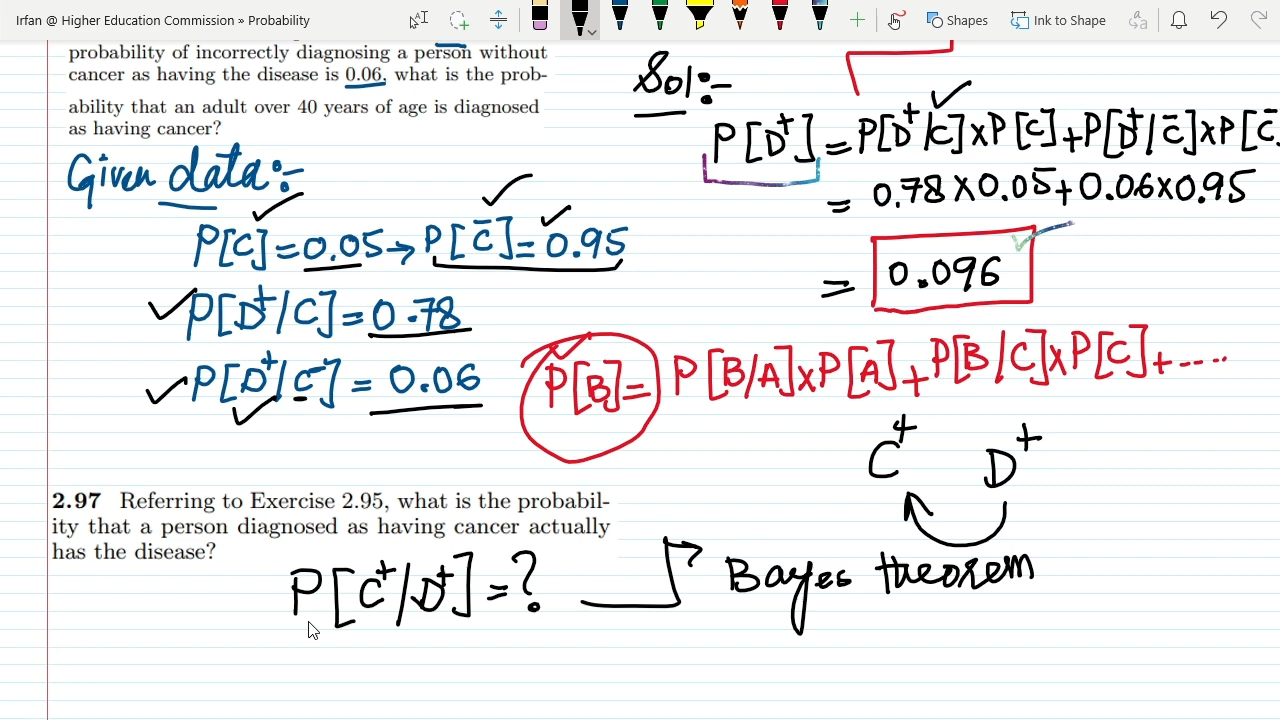 Irfan @ Higher Education Commission » Probability
Shapes
Ink to Shape
probability of incorrectly diagnosing a person without
cancer as having the disease is 0.06, what is the prob-
ability that an adult over 40 years of age is diagnosed
as having cancer?
Given data:-
P[C] = 0.05 → P[C̄] = 0.95
P[D⁺/C] = 0.78
P[D⁺/C⁻] = 0.06
Sol:-
P[D⁺] = P[D⁺/C]×P[C]+P[D⁺/C̄]×P[C̄]
= 0.78×0.05+0.06×0.95
= 0.096
P[B] = P[B/A]×P[A]+P[B/C]×P[C]+....
C⁺ D⁺
2.97 Referring to Exercise 2.95, what is the probabil-
ity that a person diagnosed as having cancer actually
has the disease?
P[C⁺/D⁺] = ?
Bayes theorem